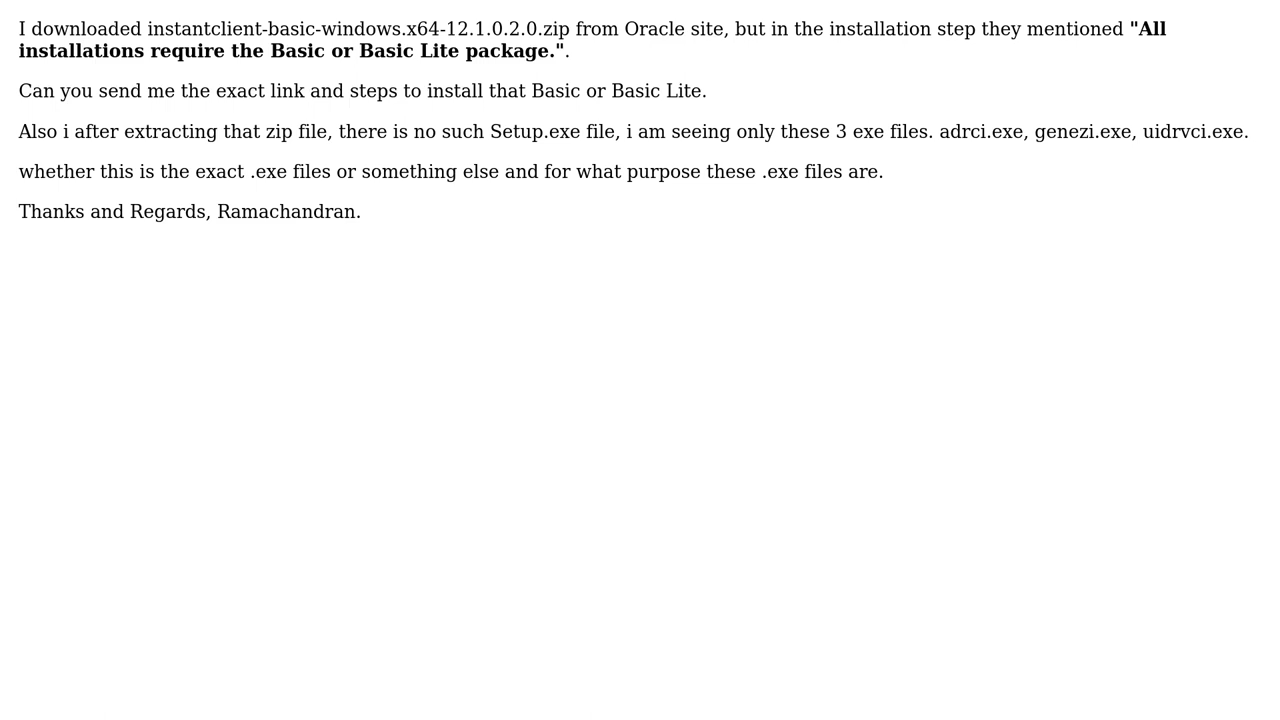 I downloaded instantclient-basic-windows.x64-12.1.0.2.0.zip from Oracle site, but in the installation step they mentioned "All
installations require the Basic or Basic Lite package.".
Can you send me the exact link and steps to install that Basic or Basic Lite.
Also i after extracting that zip file, there is no such Setup.exe file, i am seeing only these 3 exe files. adrci.exe, genezi.exe, uidrvci.exe.
whether this is the exact .exe files or something else and for what purpose these .exe files are.
Thanks and Regards, Ramachandran.